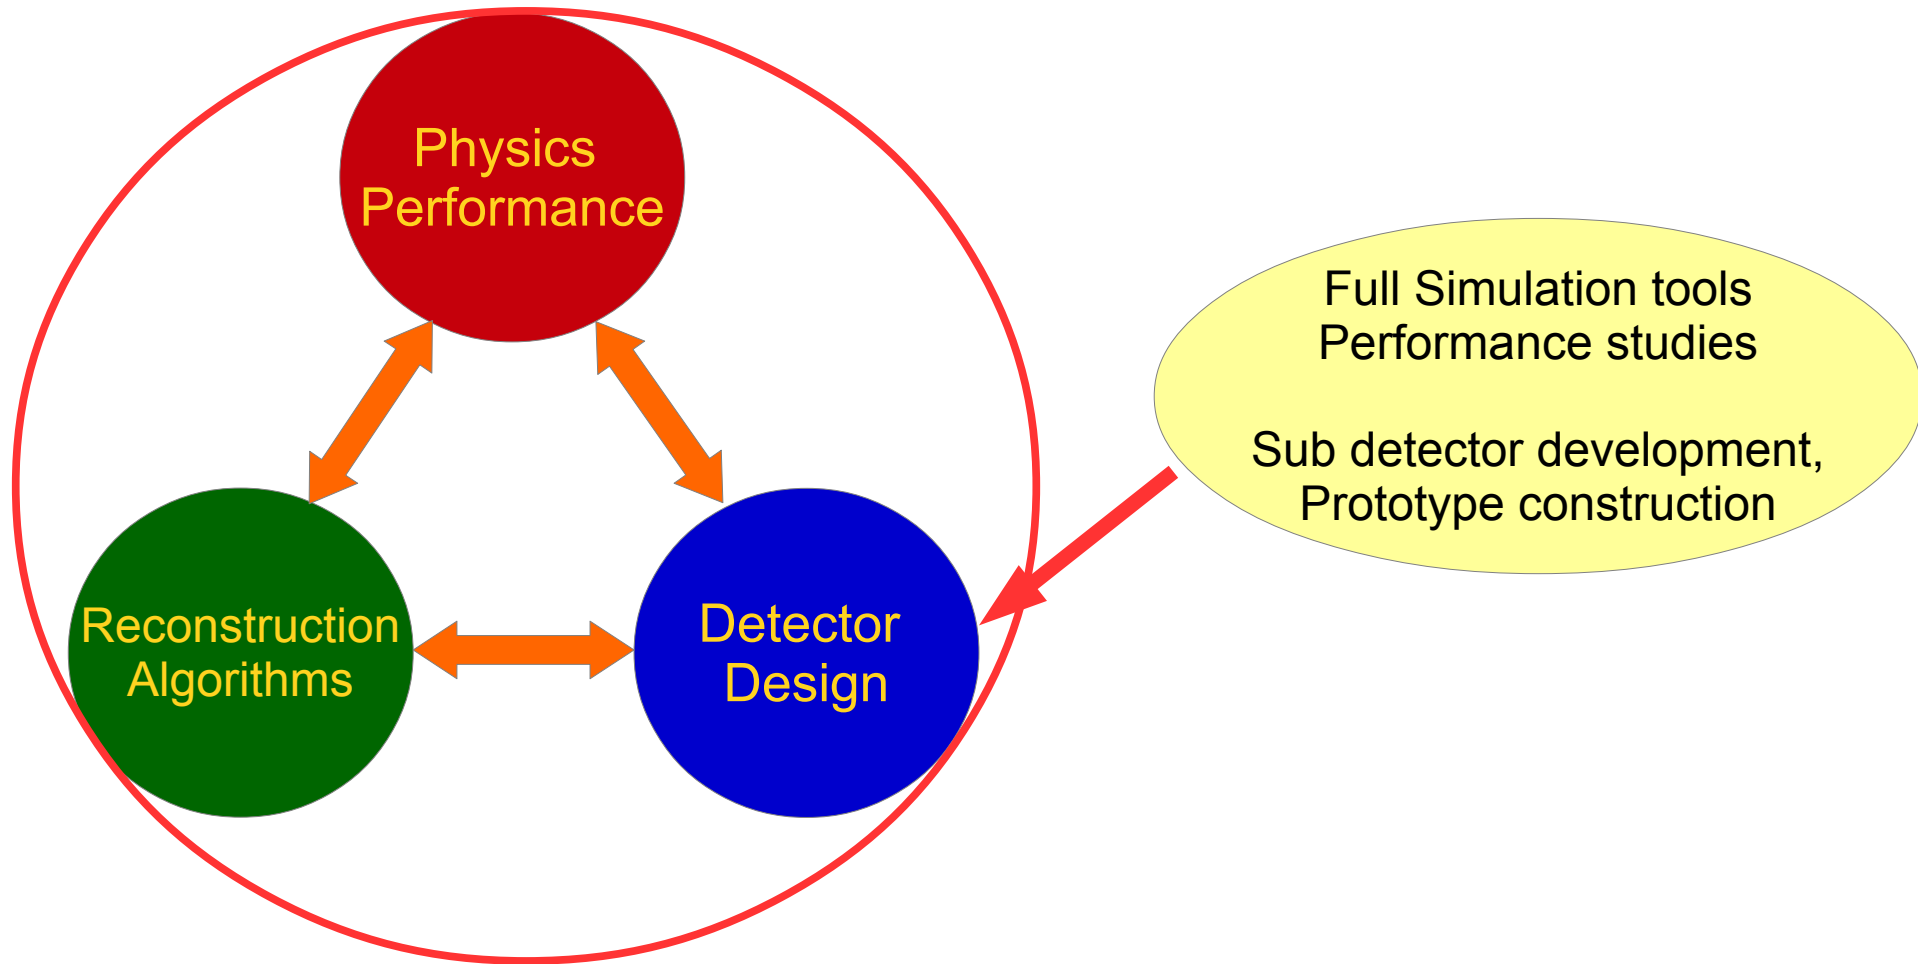 Physics
Performance
Full Simulation tools
Performance studies
Sub detector development,
Prototype construction
Reconstruction
Algorithms
Detector
Design